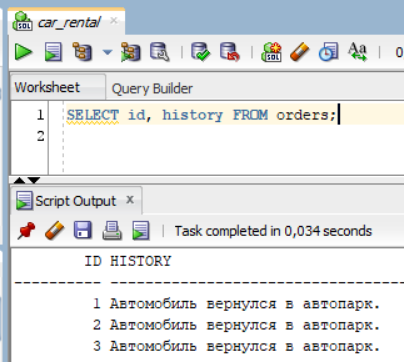 car_rental
Worksheet
Query Builder
1 SELECT id, history FROM orders;
2
Script Output x
Task completed in 0,034 seconds
ID HISTORY
---------- --------------------------------
1 Автомобиль вернулся в автопарк.
2 Автомобиль вернулся в автопарк.
3 Автомобиль вернулся в автопарк.